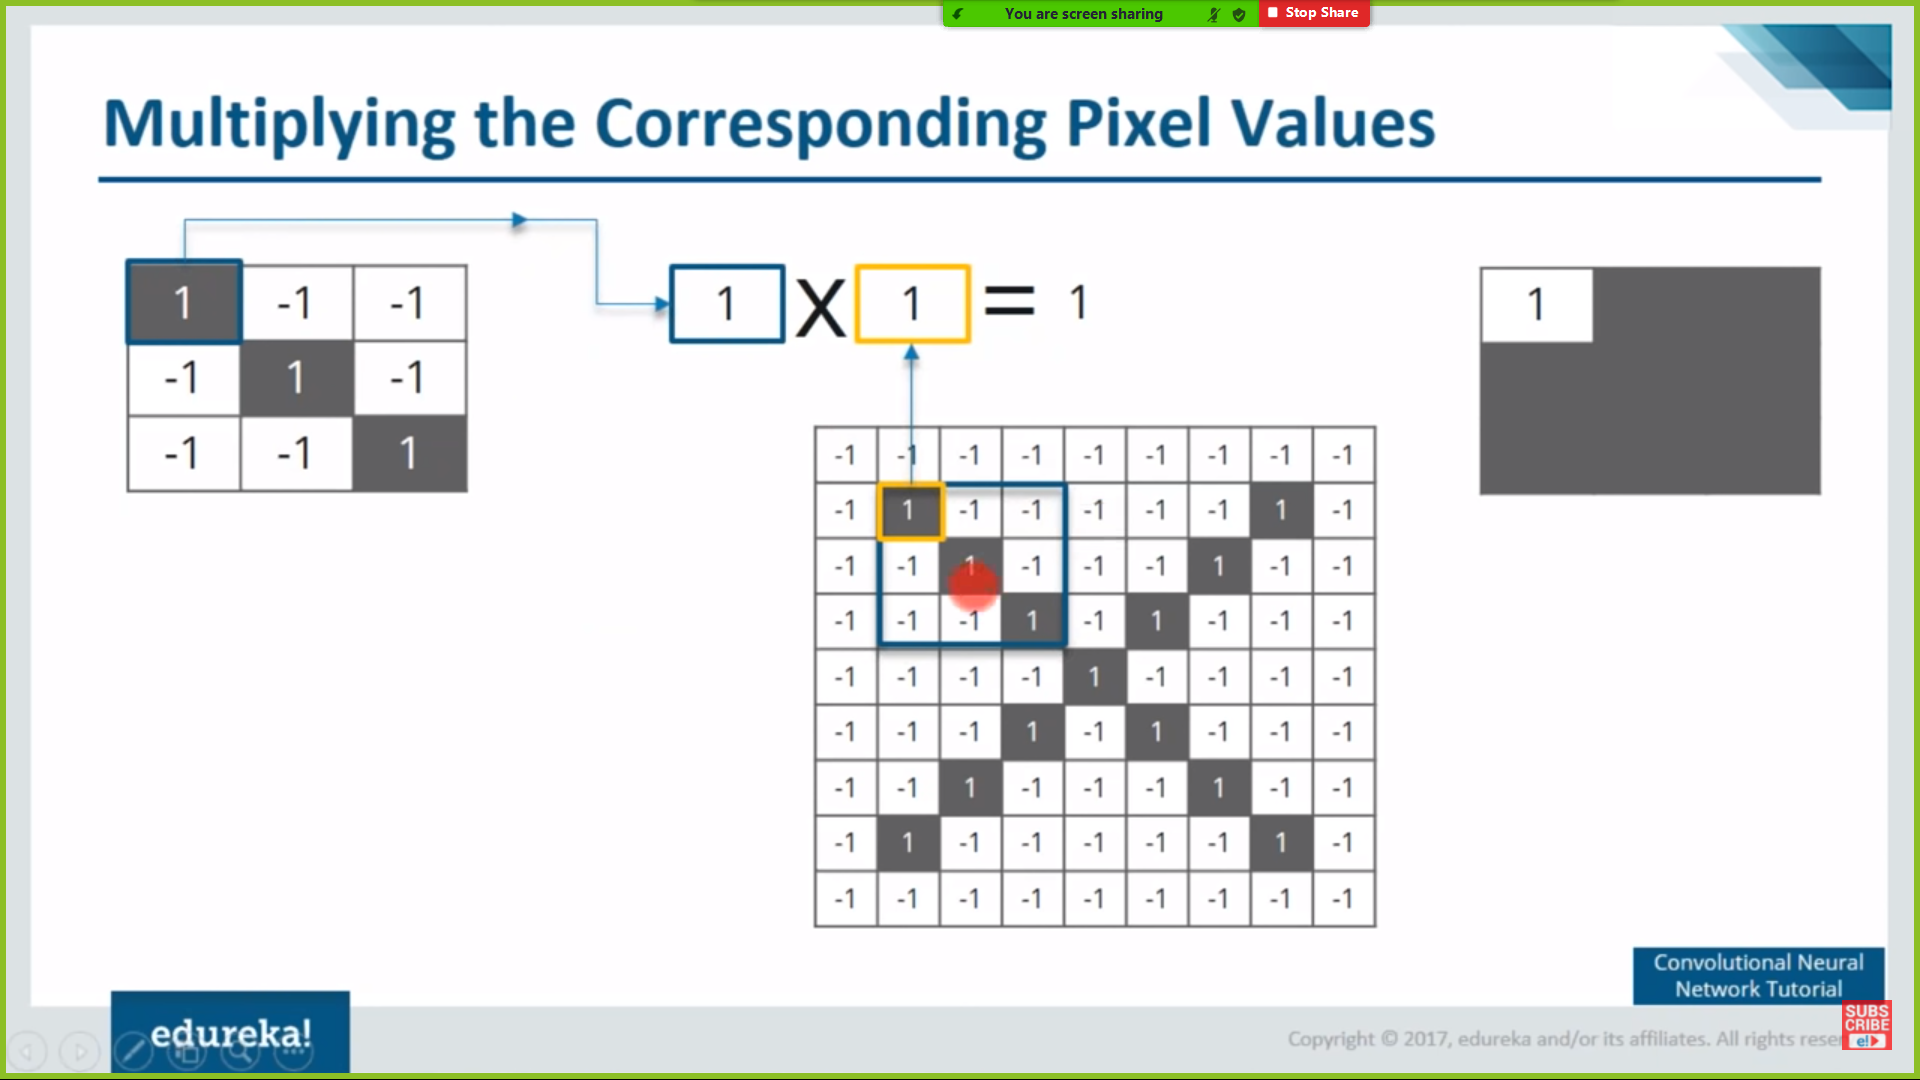 You are screen sharing
Stop Share
Multiplying the Corresponding Pixel Values
1 -1 -1
-1 1 -1
-1 -1 1
1 X 1 = 1
1
-1 -1 -1 -1 -1 -1 -1 -1 -1
-1 1 -1 -1 -1 -1 -1 1 -1
-1 -1 1 -1 -1 -1 1 -1 -1
-1 -1 -1 1 -1 1 -1 -1 -1
-1 -1 -1 -1 1 -1 -1 -1 -1
-1 -1 -1 1 -1 1 -1 -1 -1
-1 -1 1 -1 -1 -1 1 -1 -1
-1 1 -1 -1 -1 -1 -1 1 -1
-1 -1 -1 -1 -1 -1 -1 -1 -1
Convolutional Neural
Network Tutorial
edureka!
Copyright © 2017, edureka and/or its affiliates. All rights reser
SUBS
CRIBE
e!